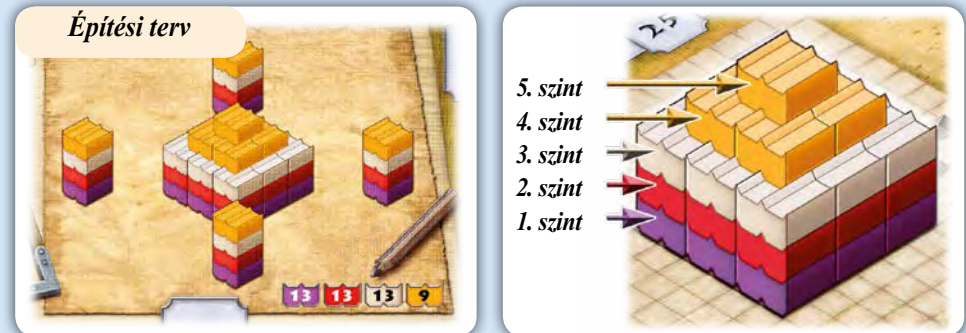 Építési terv
13 13 13 9
25
5. szint
4. szint
3. szint
2. szint
1. szint